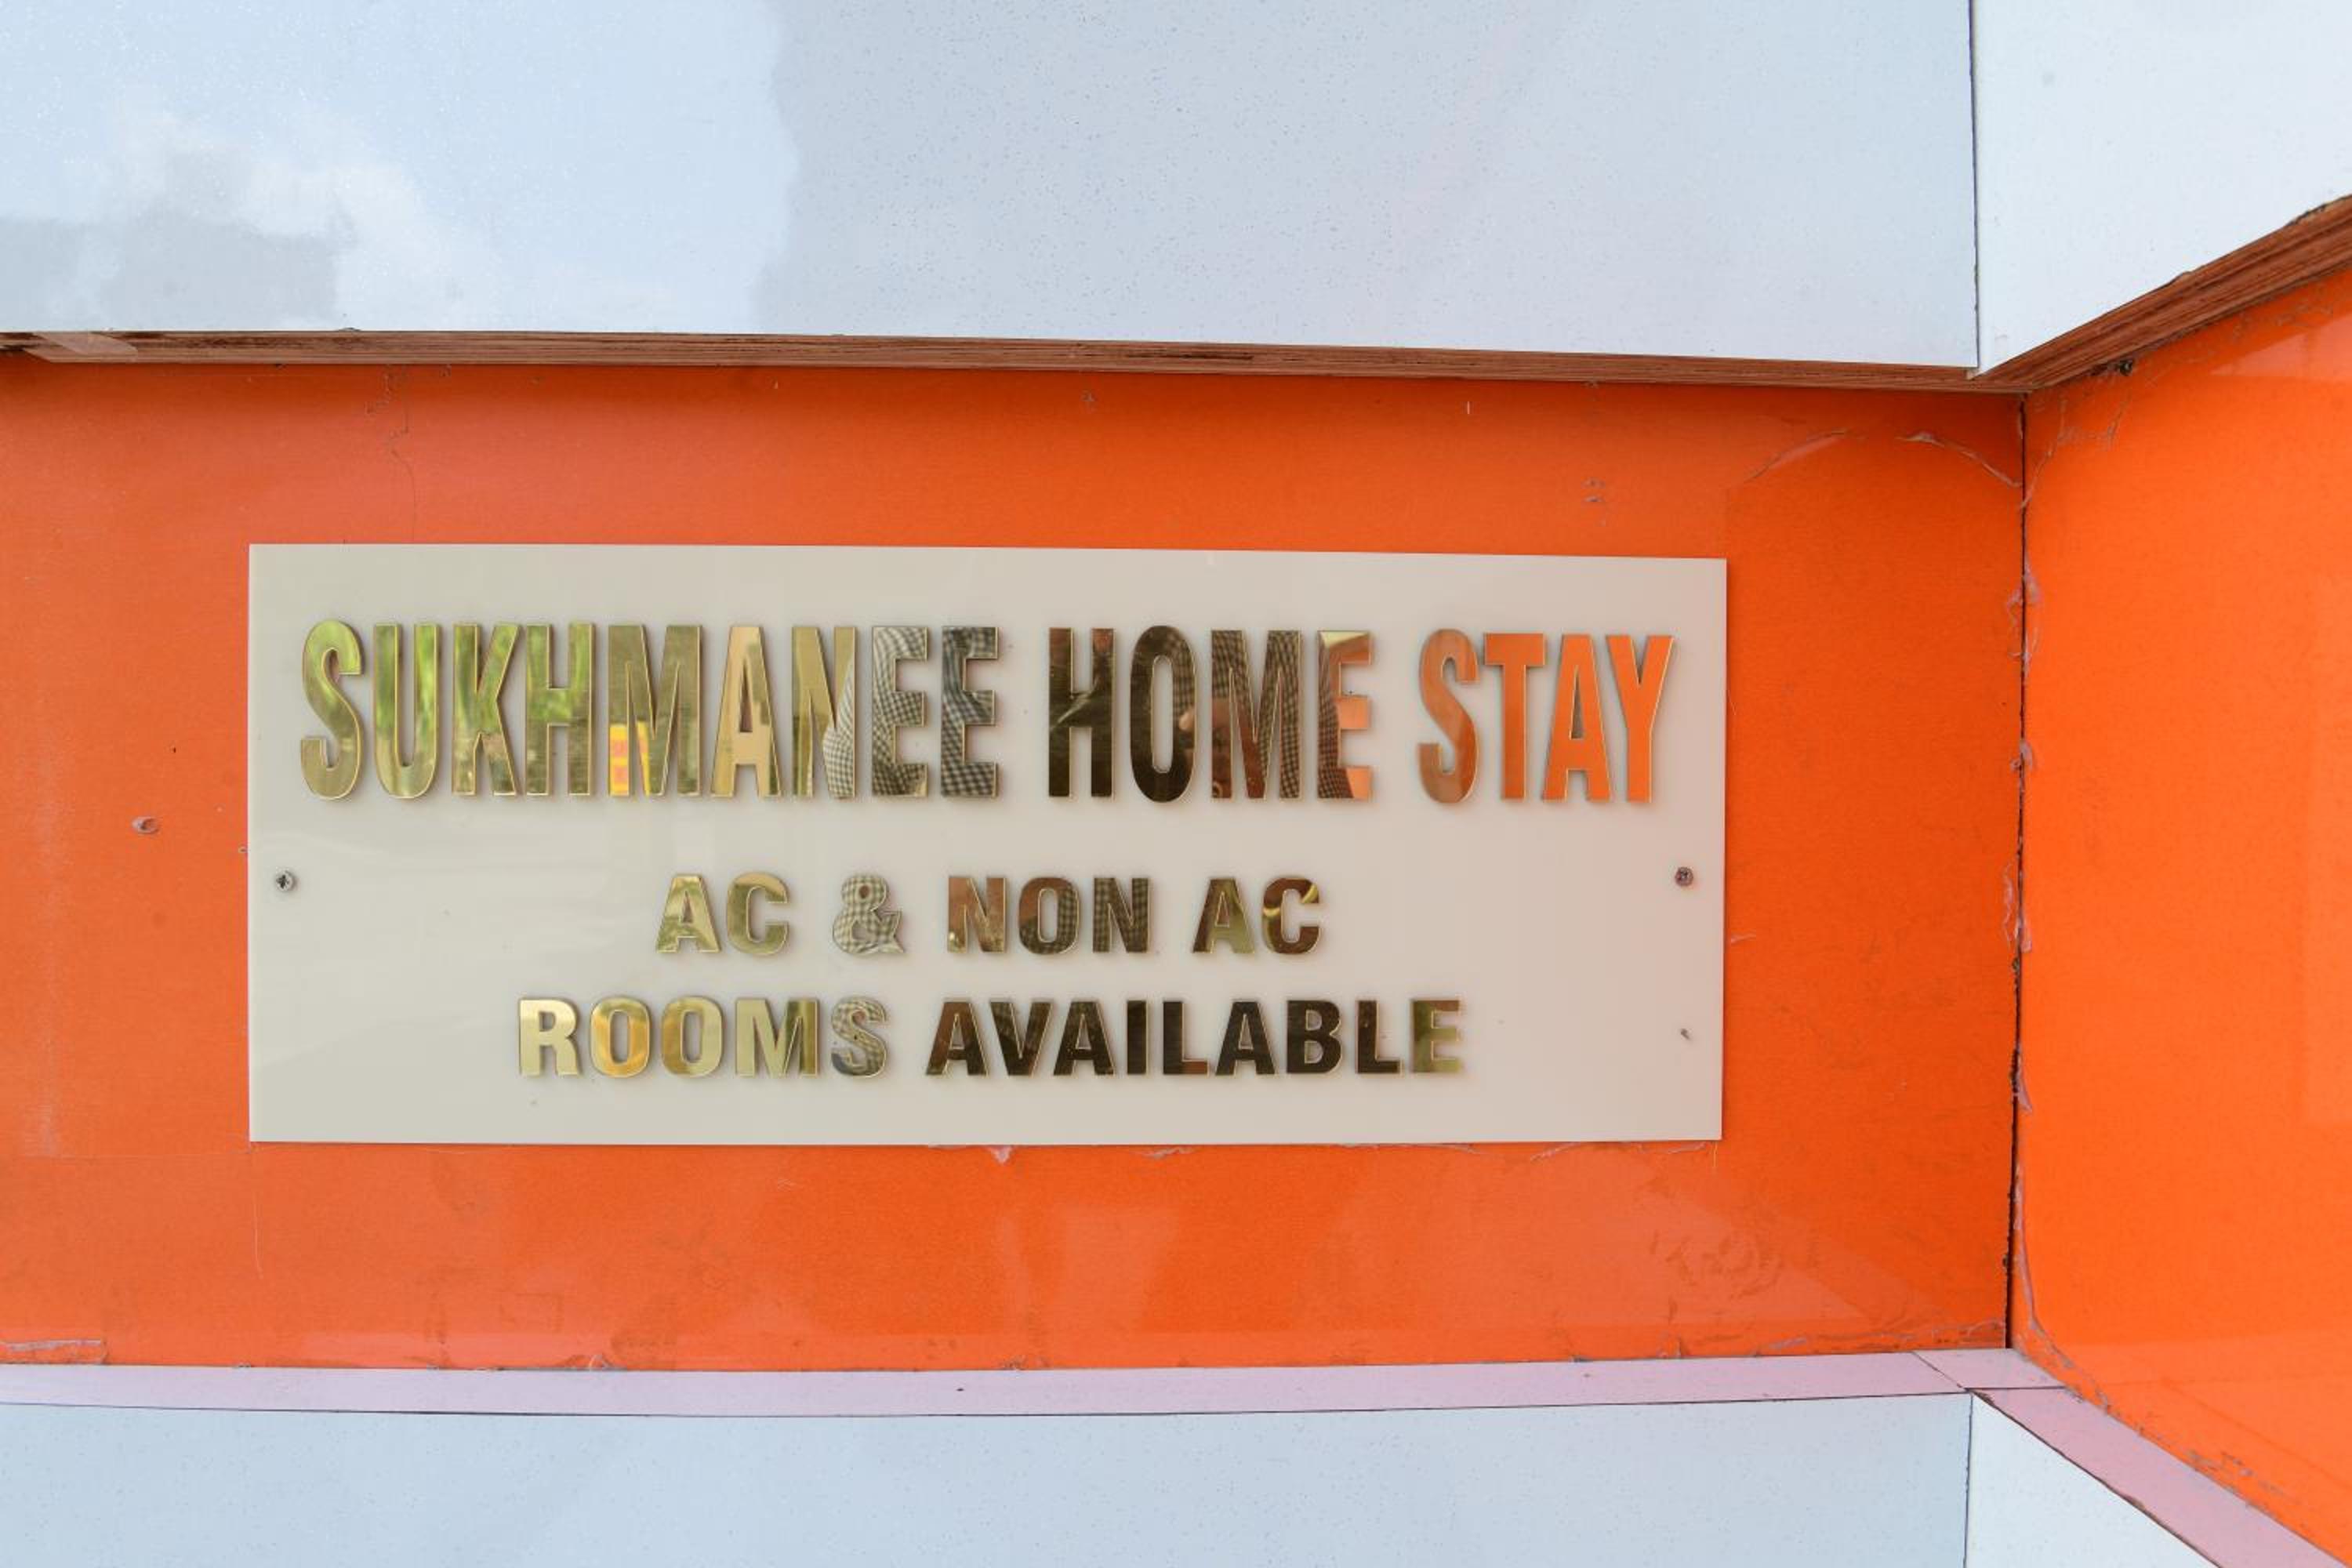 SUKHMANEE HOME STAY
AC & NON AC
ROOMS AVAILABLE